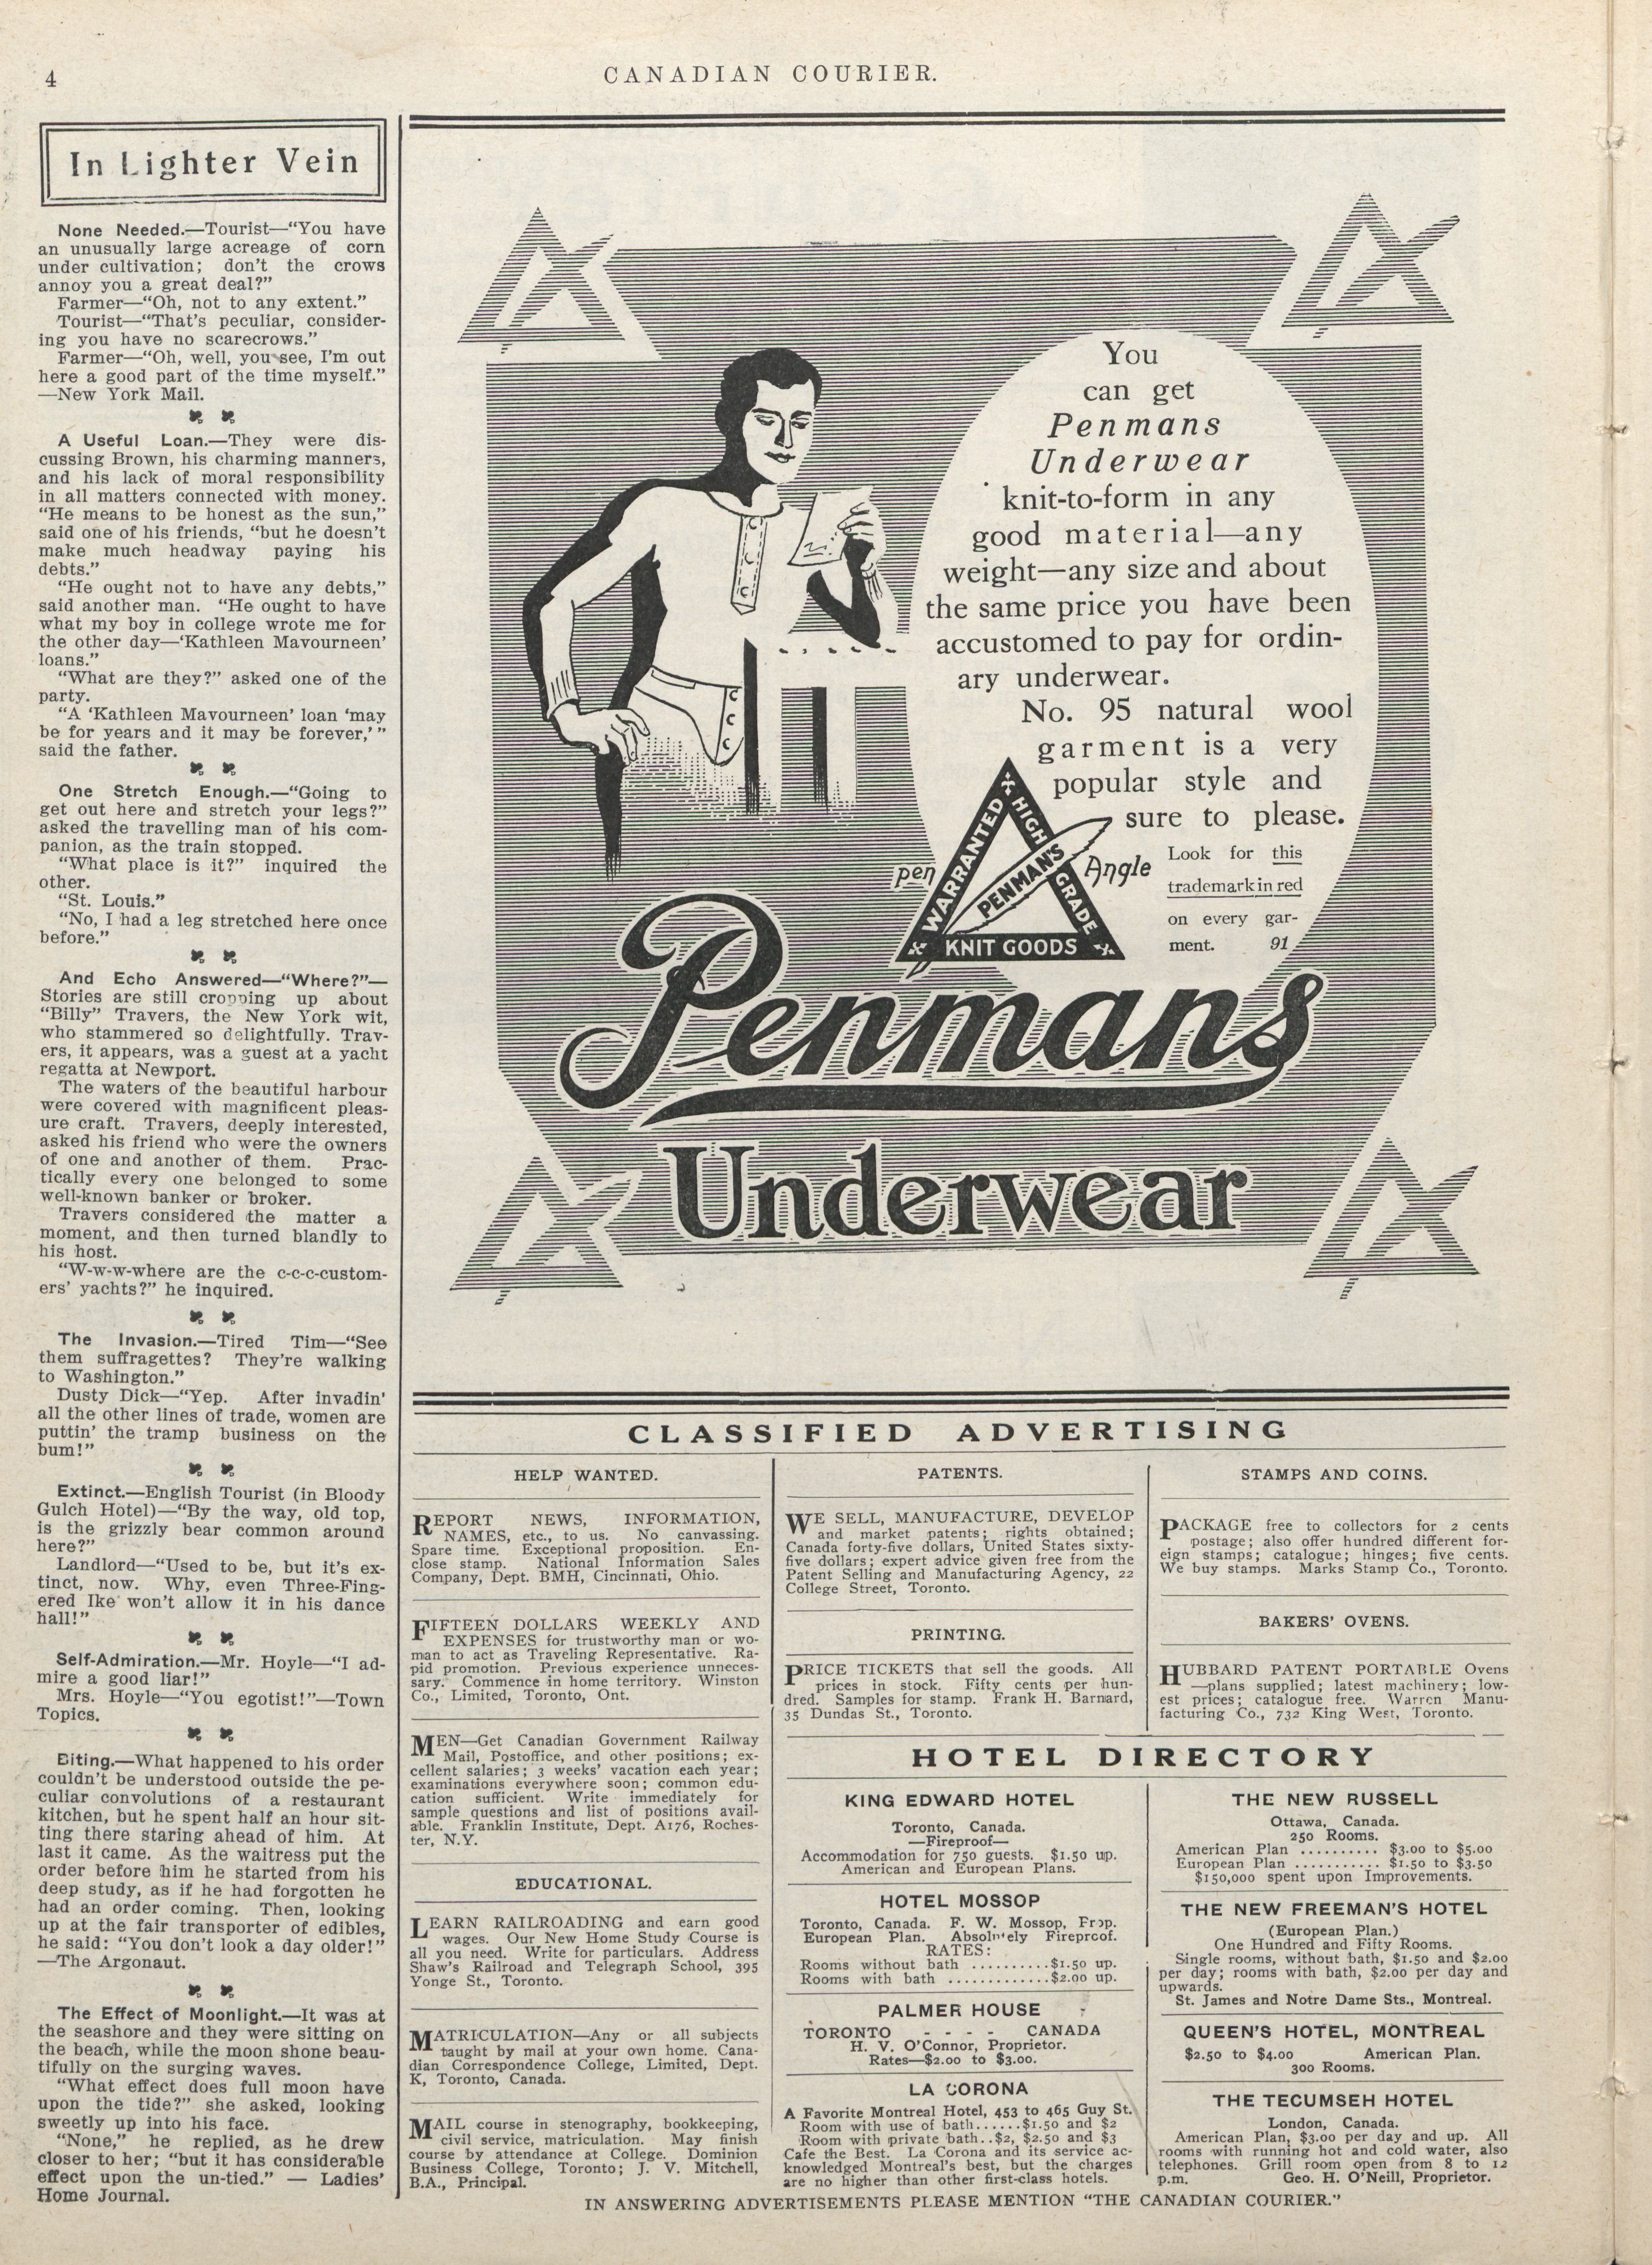 4
CANADIAN COURIER.
In Lighter Vein
None Needed.—Tourist—“You have
an unusually large acreage of corn
under cultivation; don't the crows
annoy you a great deal?”
Farmer—“Oh, not to any extent.”
Tourist—“That's peculiar, consider-
ing you have no scarecrows.”
Farmer—“Oh, well, you see, I'm out
here a good part of the time myself.”
—New York Mail.
A Useful Loan.—They were dis-
cussing Brown, his charming manners,
and his lack of moral responsibility
in all matters connected with money.
“He means to be honest as the sun,”
said one of his friends, “but he doesn't
make much headway paying his
debts.”
“He ought not to have any debts,”
said another man. “He ought to have
what my boy in college wrote me for
the other day—‘Kathleen Mavourneen’
loans.”
“What are they?” asked one of the
party.
“A ‘Kathleen Mavourneen’ loan ‘may
be for years and it may be forever,’ ”
said the father.
One Stretch Enough.—“Going to
get out here and stretch your legs?”
asked the travelling man of his com-
panion, as the train stopped.
“What place is it?” inquired the
other.
“St. Louis.”
“No, I had a leg stretched here once
before.”
And Echo Answered—“Where?”—
Stories are still cropping up about
“Billy” Travers, the New York wit,
who stammered so delightfully. Trav-
ers, it appears, was a guest at a yacht
regatta at Newport.
The waters of the beautiful harbour
were covered with magnificent pleas-
ure craft. Travers, deeply interested,
asked his friend who were the owners
of one and another of them. Prac-
tically every one belonged to some
well-known banker or broker.
Travers considered the matter a
moment, and then turned blandly to
his host.
“W-w-w-where are the c-c-c-custom-
ers' yachts?” he inquired.
The Invasion.—Tired Tim—“See
them suffragettes? They're walking
to Washington.”
Dusty Dick—“Yep. After invadin'
all the other lines of trade, women are
puttin' the tramp business on the
bum!”
Extinct.—English Tourist (in Bloody
Gulch Hotel)—“By the way, old top,
is the grizzly bear common around
here?”
Landlord—“Used to be, but it's ex-
tinct, now. Why, even Three-Fing-
ered Ike won't allow it in his dance
hall!”
Self-Admiration.—Mr. Hoyle—“I ad-
mire a good liar!”
Mrs. Hoyle—“You egotist!”—Town
Topics.
Biting.—What happened to his order
couldn't be understood outside the pe-
culiar convolutions of a restaurant
kitchen, but he spent half an hour sit-
ting there staring ahead of him. At
last it came. As the waitress put the
order before him he started from his
deep study, as if he had forgotten he
had an order coming. Then, looking
up at the fair transporter of edibles,
he said: “You don't look a day older!”
—The Argonaut.
The Effect of Moonlight.—It was at
the seashore and they were sitting on
the beach, while the moon shone beau-
tifully on the surging waves.
“What effect does full moon have
upon the tide?” she asked, looking
sweetly up into his face.
“None,” he replied, as he drew
closer to her; “but it has considerable
effect upon the un-tied.” — Ladies'
Home Journal.
You
can get
Penmans
Underwear
knit-to-form in any
good material—any
weight—any size and about
the same price you have been
accustomed to pay for ordin-
ary underwear.
No. 95 natural wool
garment is a very
popular style and
sure to please.
Look for this
trademark in red
on every gar-
ment. 91
pen
WARRANTED
HIGH GRADE
PENMAN'S
KNIT GOODS
Angle
Penmans
Underwear
CLASSIFIED ADVERTISING
HELP WANTED.
REPORT NEWS, INFORMATION,
NAMES, etc., to us. No canvassing.
Spare time. Exceptional proposition. En-
close stamp. National Information Sales
Company, Dept. BMH, Cincinnati, Ohio.
FIFTEEN DOLLARS WEEKLY AND
EXPENSES for trustworthy man or wo-
man to act as Traveling Representative. Ra-
pid promotion. Previous experience unneces-
sary. Commence in home territory. Winston
Co., Limited, Toronto, Ont.
MEN—Get Canadian Government Railway
Mail, Postoffice, and other positions; ex-
cellent salaries; 3 weeks' vacation each year;
examinations everywhere soon; common edu-
cation sufficient. Write immediately for
sample questions and list of positions avail-
able. Franklin Institute, Dept. A176, Roches-
ter, N.Y.
EDUCATIONAL.
LEARN RAILROADING and earn good
wages. Our New Home Study Course is
all you need. Write for particulars. Address
Shaw's Railroad and Telegraph School, 395
Yonge St., Toronto.
MATRICULATION—Any or all subjects
taught by mail at your own home. Cana-
dian Correspondence College, Limited, Dept.
K, Toronto, Canada.
MAIL course in stenography, bookkeeping,
civil service, matriculation. May finish
course by attendance at College. Dominion
Business College, Toronto; J. V. Mitchell,
B.A., Principal.
PATENTS.
WE SELL, MANUFACTURE, DEVELOP
and market patents; rights obtained;
Canada forty-five dollars, United States sixty-
five dollars; expert advice given free from the
Patent Selling and Manufacturing Agency, 22
College Street, Toronto.
PRINTING.
PRICE TICKETS that sell the goods. All
prices in stock. Fifty cents per hun-
dred. Samples for stamp. Frank H. Barnard,
35 Dundas St., Toronto.
STAMPS AND COINS.
PACKAGE free to collectors for 2 cents
postage; also offer hundred different for-
eign stamps; catalogue; hinges; five cents.
We buy stamps. Marks Stamp Co., Toronto.
BAKERS' OVENS.
HUBBARD PATENT PORTABLE Ovens
—plans supplied; latest machinery; low-
est prices; catalogue free. Warren Manu-
facturing Co., 732 King West, Toronto.
HOTEL DIRECTORY
KING EDWARD HOTEL
Toronto, Canada.
—Fireproof—
Accommodation for 750 guests. $1.50 up.
American and European Plans.
HOTEL MOSSOP
Toronto, Canada. F. W. Mossop, Prop.
European Plan. Absolutely Fireproof.
RATES:
Rooms without bath ..........$1.50 up.
Rooms with bath .............$2.00 up.
PALMER HOUSE
TORONTO - - - - CANADA
H. V. O'Connor, Proprietor.
Rates—$2.00 to $3.00.
LA CORONA
A Favorite Montreal Hotel, 453 to 465 Guy St.
Room with use of bath......$1.50 and $2
Room with private bath..$2, $2.50 and $3
Cafe the Best. La Corona and its service ac-
knowledged Montreal's best, but the charges
are no higher than other first-class hotels.
THE NEW RUSSELL
Ottawa, Canada.
250 Rooms.
American Plan .......... $3.00 to $5.00
European Plan ........... $1.50 to $3.50
$150,000 spent upon Improvements.
THE NEW FREEMAN'S HOTEL
(European Plan.)
One Hundred and Fifty Rooms.
Single rooms, without bath, $1.50 and $2.00
per day; rooms with bath, $2.00 per day and
upwards.
St. James and Notre Dame Sts., Montreal.
QUEEN'S HOTEL, MONTREAL
$2.50 to $4.00 American Plan.
300 Rooms.
THE TECUMSEH HOTEL
London, Canada.
American Plan, $3.00 per day and up. All
rooms with running hot and cold water, also
telephones. Grill room open from 8 to 12
p.m. Geo. H. O'Neill, Proprietor.
IN ANSWERING ADVERTISEMENTS PLEASE MENTION “THE CANADIAN COURIER.”